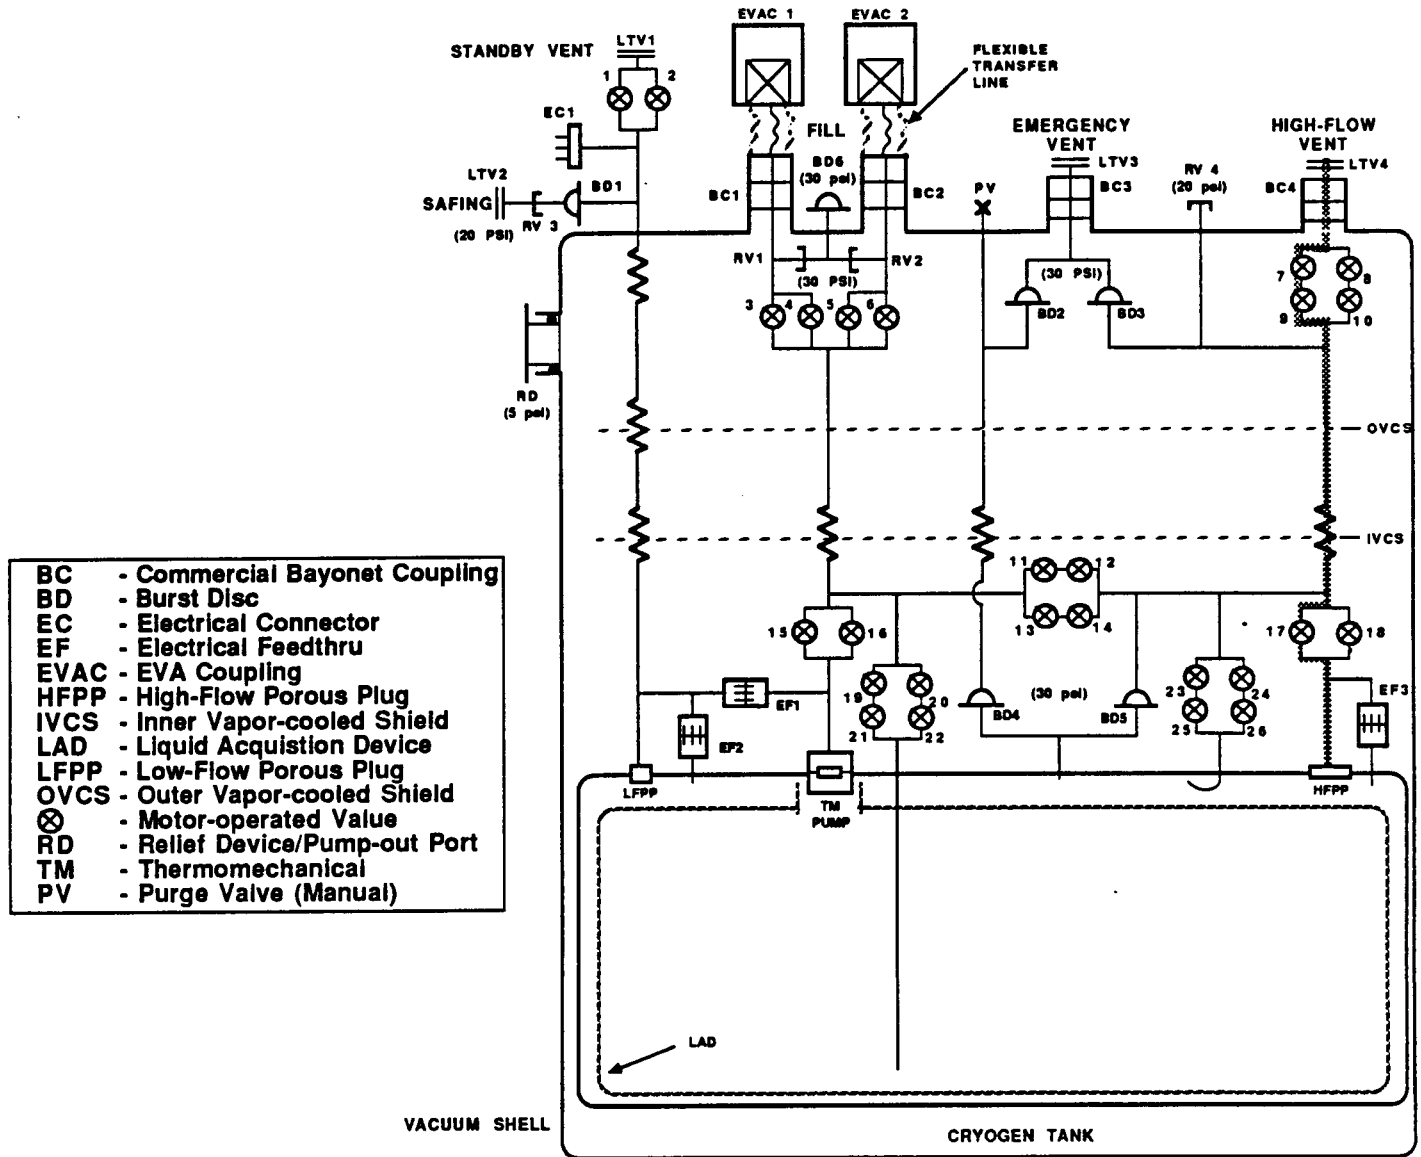 EVAC 1
EVAC 2
STANDBY VENT
LTV1
FLEXIBLE
TRANSFER
LINE
1
2
EC1
FILL
EMERGENCY
VENT
HIGH-FLOW
VENT
LTV3
LTV4
LTV2
BD1
BD6
(30 psi)
RV 4
(20 psi)
SAFING
RV 3
(20 PSI)
BC1
BC2
PV
BC3
BC4
RV1
RV2
(30 PSI)
(30 PSI)
3
4
5
6
BD2
BD3
7
8
9
10
RD
(5 psi)
OVCS
IVCS
11
12
13
14
15
16
17
18
19
20
21
22
(30 psi)
BD4
BD5
23
24
25
26
EF1
EF2
EF3
LFPP
TM
PUMP
HFPP
BC - Commercial Bayonet Coupling
BD - Burst Disc
EC - Electrical Connector
EF - Electrical Feedthru
EVAC - EVA Coupling
HFPP - High-Flow Porous Plug
IVCS - Inner Vapor-cooled Shield
LAD - Liquid Acquistion Device
LFPP - Low-Flow Porous Plug
OVCS - Outer Vapor-cooled Shield
- Motor-operated Value
RD - Relief Device/Pump-out Port
TM - Thermomechanical
PV - Purge Valve (Manual)
LAD
VACUUM SHELL
CRYOGEN TANK